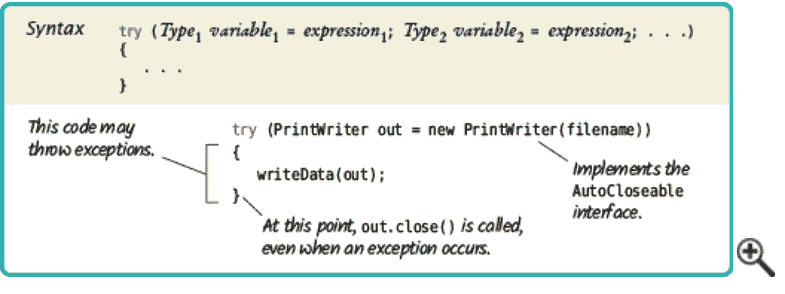 Syntax try (Type1 variable1 = expression1; Type2 variable2 = expression2; . . .)
{
. . .
}
This code may
throw exceptions.
try (PrintWriter out = new PrintWriter(filename))
{
writeData(out);
}
Implements the
AutoCloseable
interface.
At this point, out.close() is called,
even when an exception occurs.